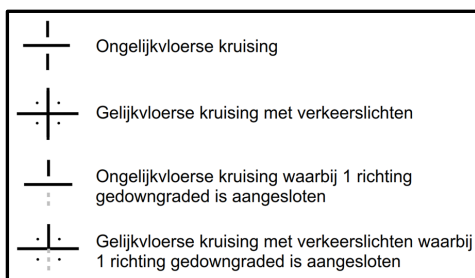 Ongelijkvloerse kruising
Gelijkvloerse kruising met verkeerslichten
Ongelijkvloerse kruising waarbij 1 richting
gedowngraded is aangesloten
Gelijkvloerse kruising met verkeerslichten waarbij
1 richting gedowngraded is aangesloten